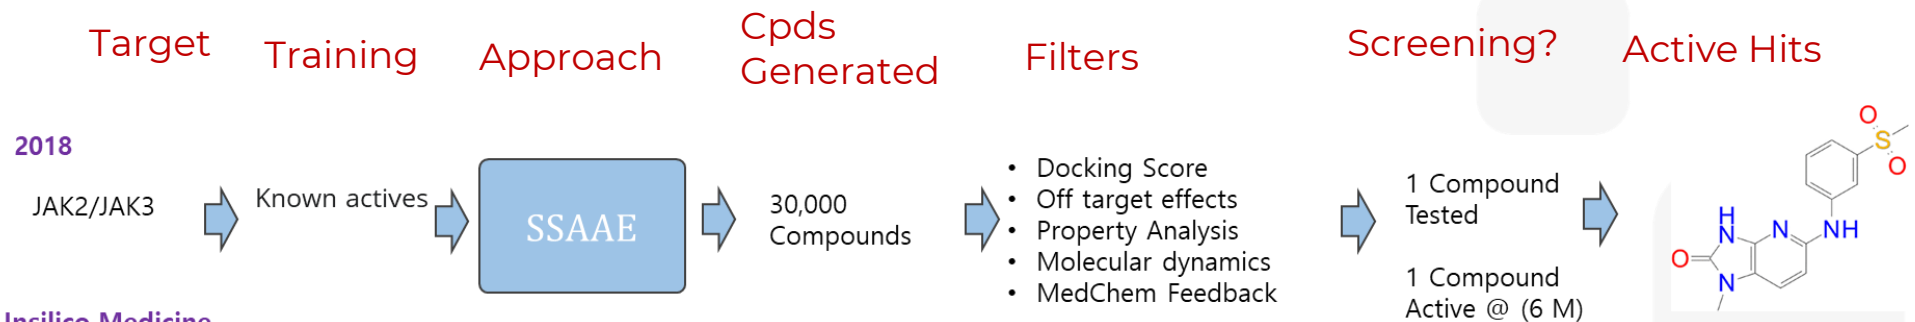 Target
Training
Approach
Cpds
Generated
Filters
Screening?
Active Hits
2018
JAK2/JAK3
Known actives
SSAAE
30,000
Compounds
• Docking Score
• Off target effects
• Property Analysis
• Molecular dynamics
• MedChem Feedback
1 Compound
Tested
1 Compound
Active @ (6 M)
O
S
O
H
N
N
NH
O
N
Insilico Medicine